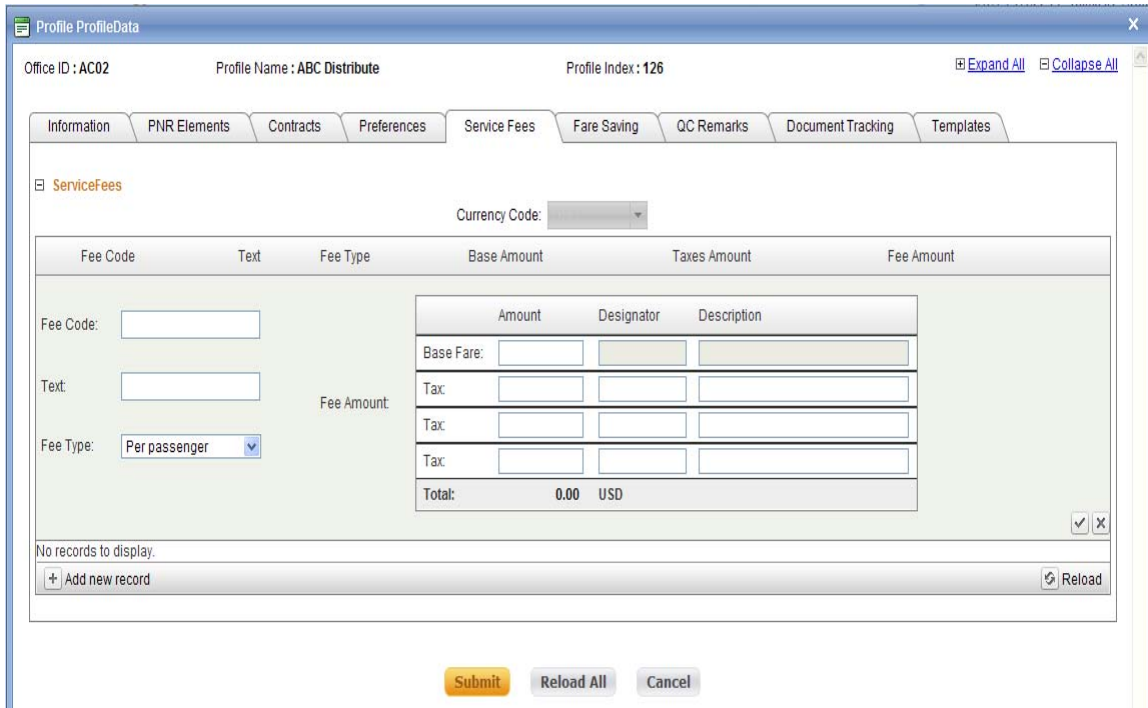 Profile ProfileData
X
Office ID : AC02 Profile Name : ABC Distribute Profile Index : 126 Expand All Collapse All
Information PNR Elements Contracts Preferences Service Fees Fare Saving QC Remarks Document Tracking Templates
ServiceFees
Currency Code:
Fee Code Text Fee Type Base Amount Taxes Amount Fee Amount
Amount Designator Description
Fee Code:
Base Fare:
Text:
Tax:
Fee Amount:
Tax:
Fee Type: Per passenger
Tax:
Total: 0.00 USD
No records to display.
Add new record Reload
Submit Reload All Cancel